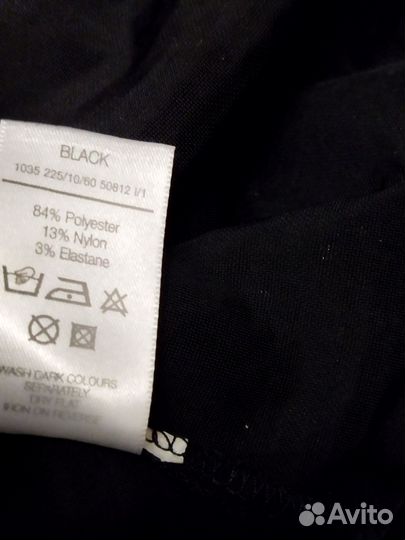 BLACK
1035 225/10/60 50812 I/1
84% Polyester
13% Nylon
3% Elastane
WASH DARK COLOURS
SEPARATELY
DRY FLAT
IRON ON REVERSE
Avito